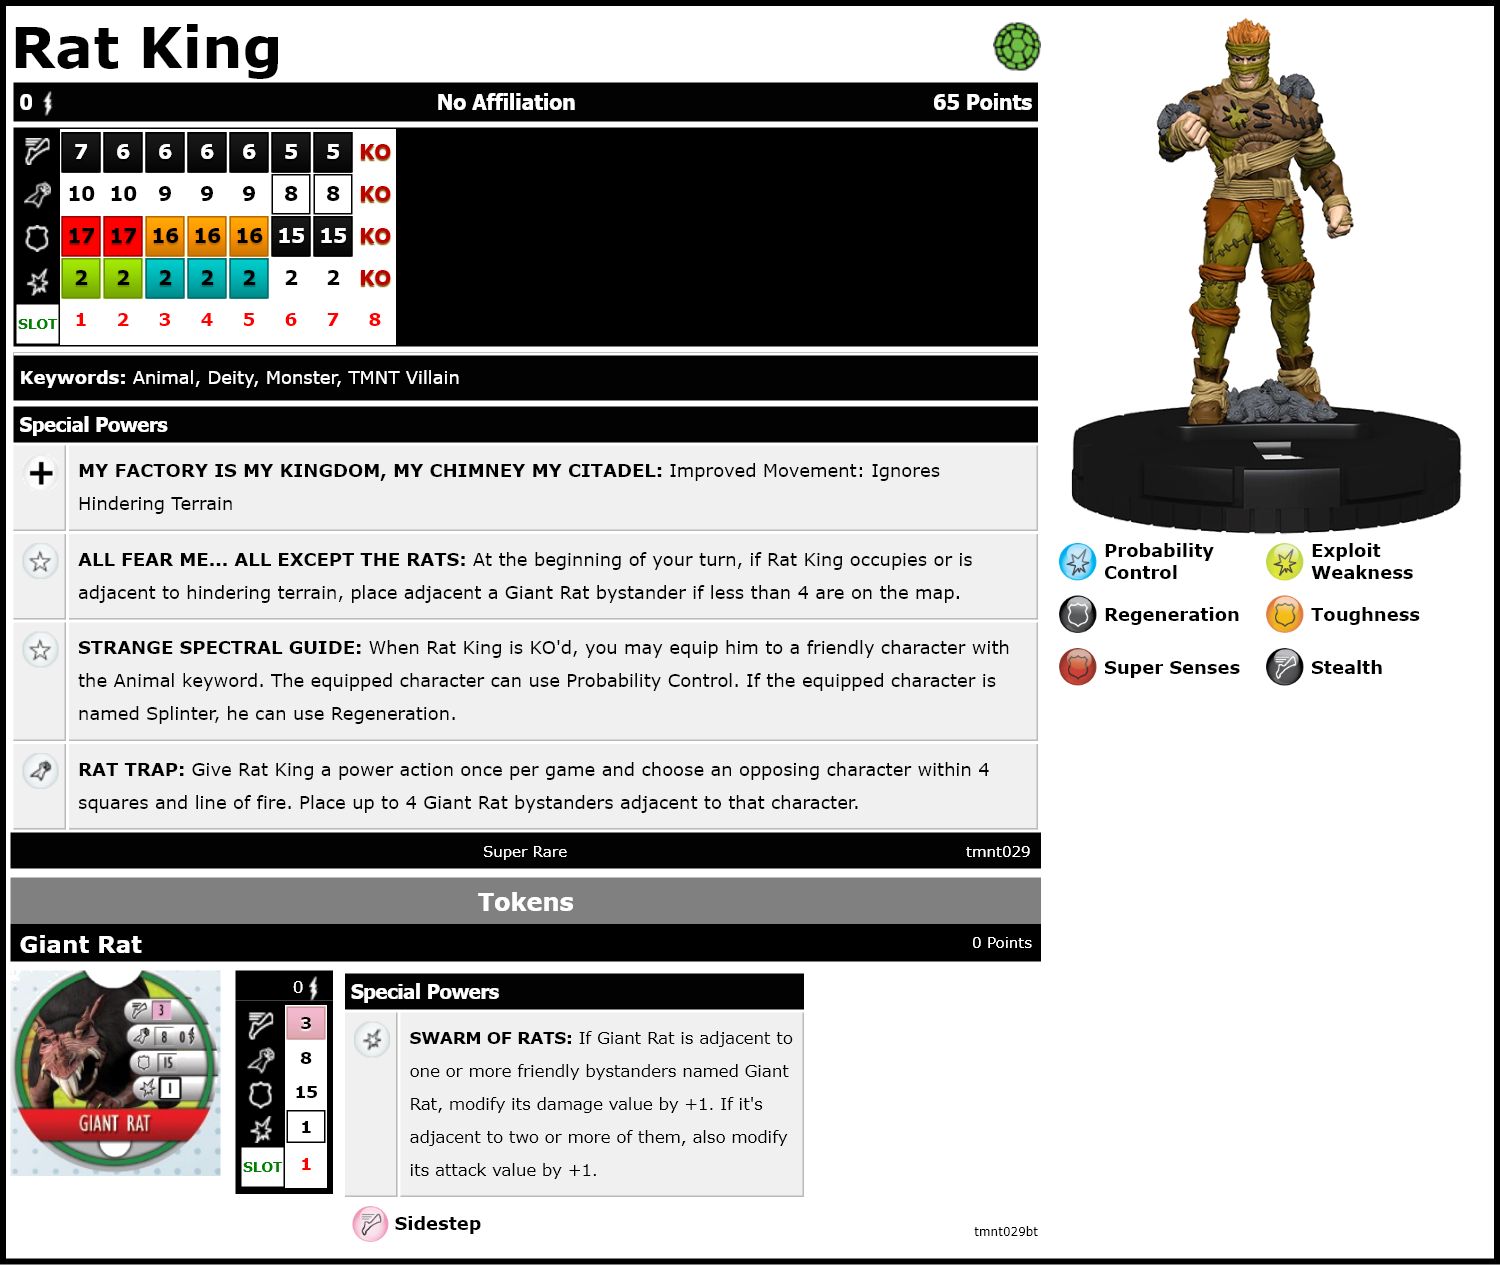 Rat King
0 No Affiliation 65 Points
7 6 6 6 6 5 5 KO
10 10 9 9 9 8 8 KO
17 17 16 16 16 15 15 KO
2 2 2 2 2 2 2 KO
SLOT 1 2 3 4 5 6 7 8
Keywords: Animal, Deity, Monster, TMNT Villain
Special Powers
MY FACTORY IS MY KINGDOM, MY CHIMNEY MY CITADEL: Improved Movement: Ignores
Hindering Terrain
ALL FEAR ME... ALL EXCEPT THE RATS: At the beginning of your turn, if Rat King occupies or is
adjacent to hindering terrain, place adjacent a Giant Rat bystander if less than 4 are on the map.
STRANGE SPECTRAL GUIDE: When Rat King is KO'd, you may equip him to a friendly character with
the Animal keyword. The equipped character can use Probability Control. If the equipped character is
named Splinter, he can use Regeneration.
RAT TRAP: Give Rat King a power action once per game and choose an opposing character within 4
squares and line of fire. Place up to 4 Giant Rat bystanders adjacent to that character.
Super Rare tmnt029
Probability
Control
Exploit
Weakness
Regeneration
Toughness
Super Senses
Stealth
Tokens
Giant Rat 0 Points
3
8 0
15
1
GIANT RAT
0
3
8
15
1
SLOT 1
Special Powers
SWARM OF RATS: If Giant Rat is adjacent to
one or more friendly bystanders named Giant
Rat, modify its damage value by +1. If it's
adjacent to two or more of them, also modify
its attack value by +1.
Sidestep
tmnt029bt